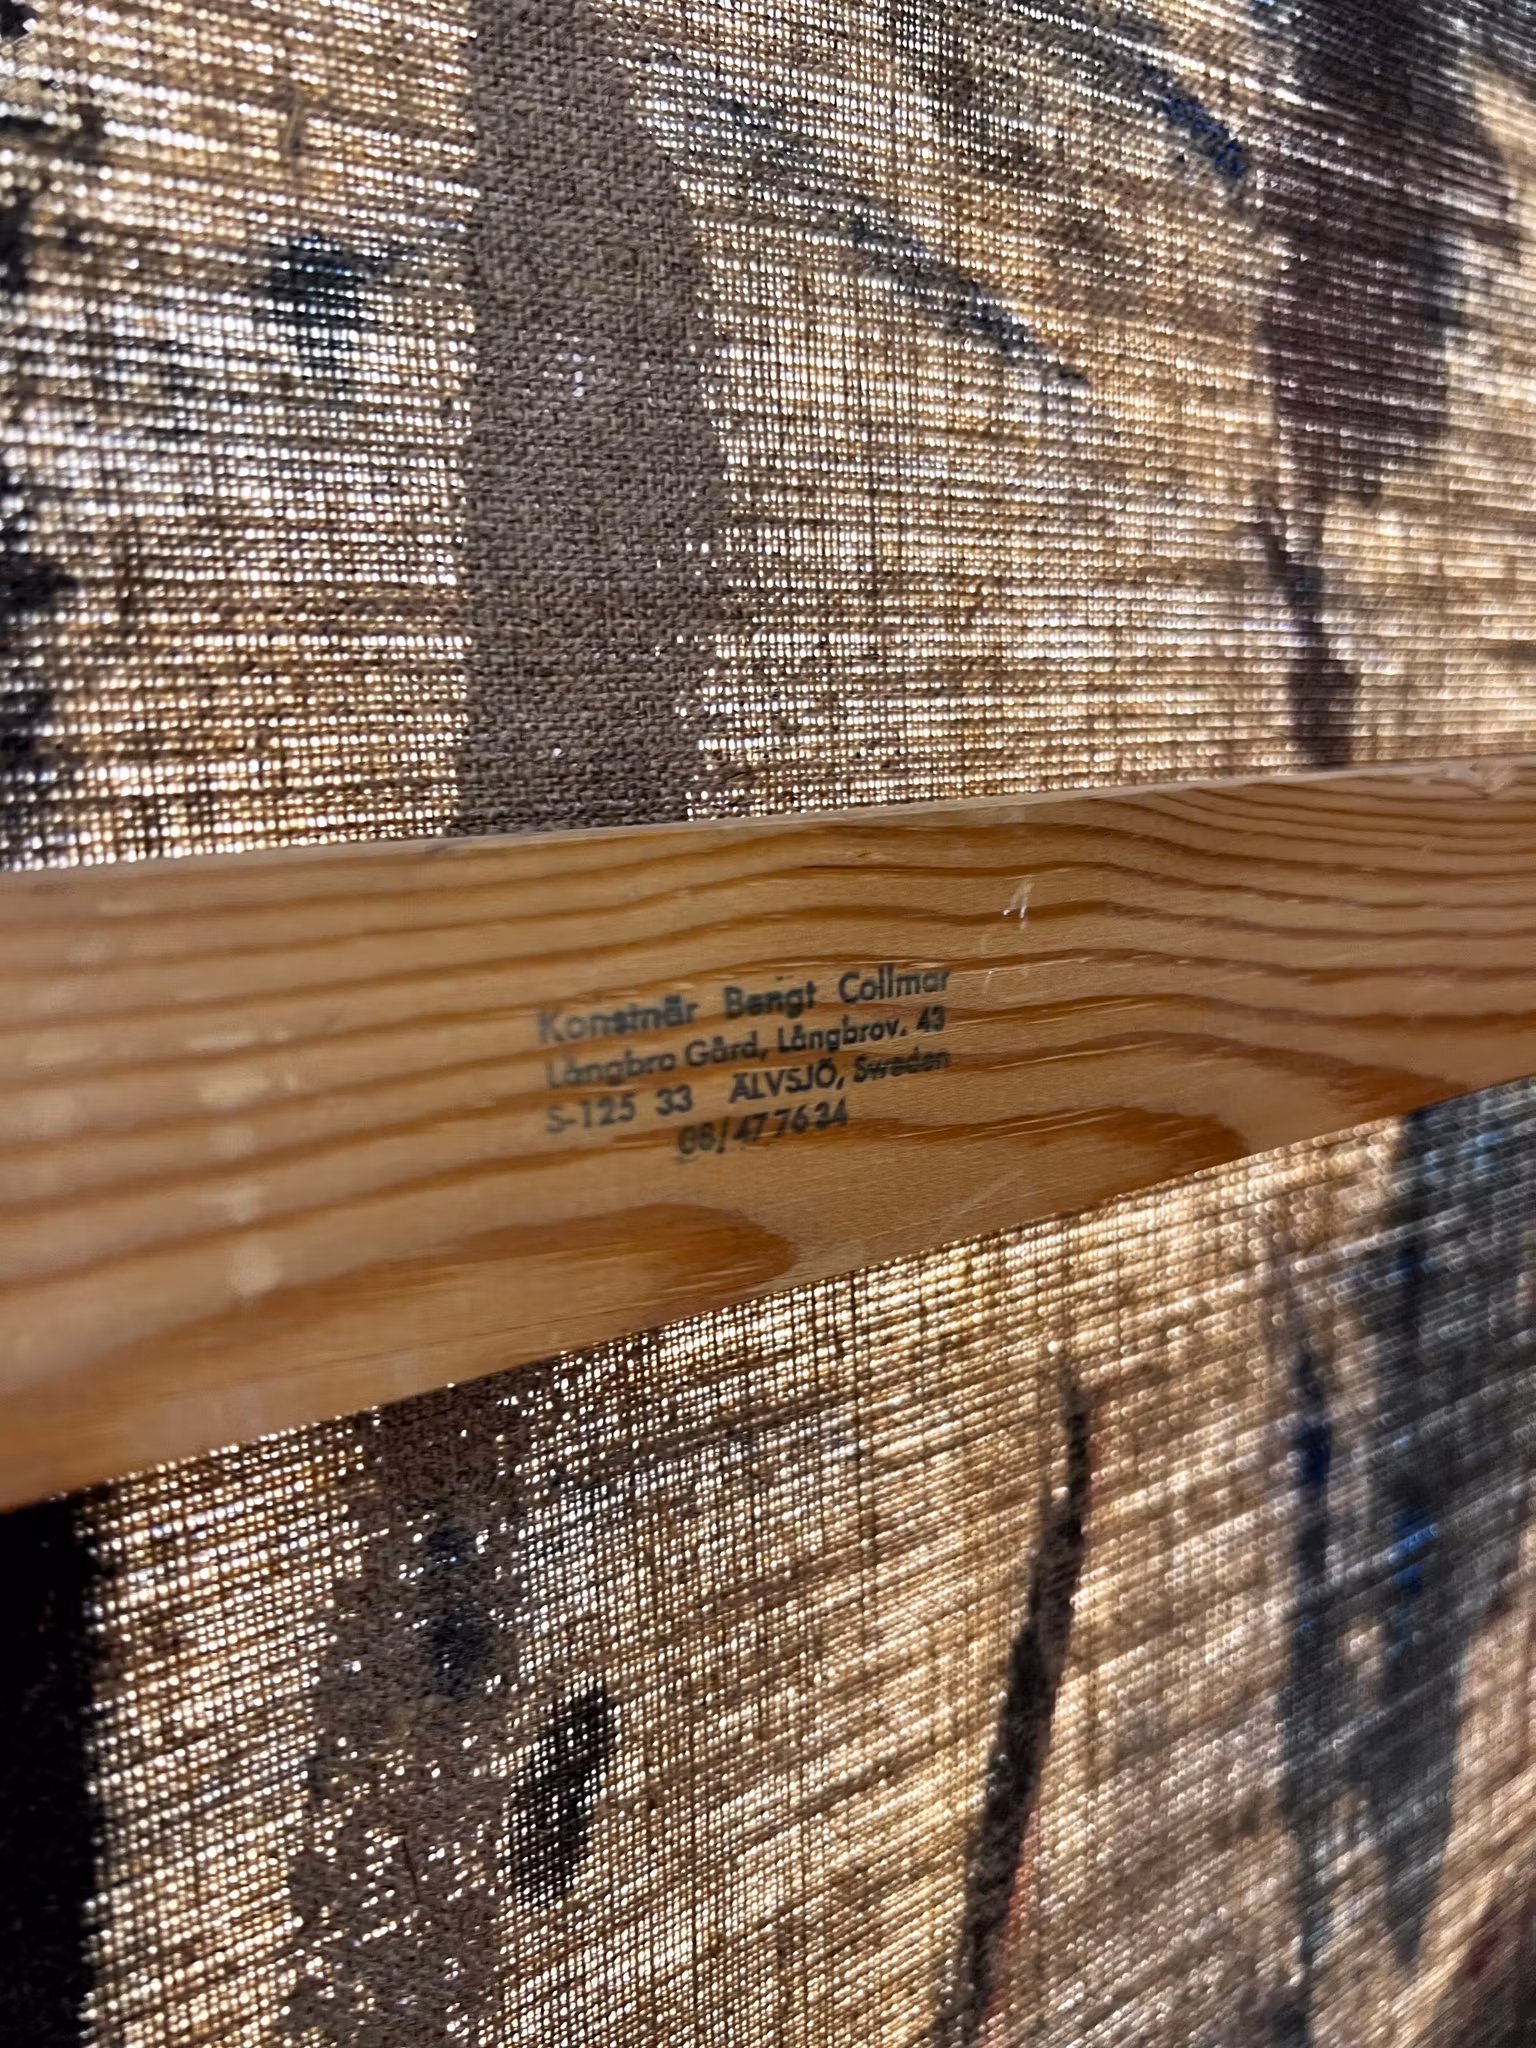 Konstnär Bengt Collmar
Långbro Gård, Långbrov. 43
S-125 33 ÄLVSJÖ, Sweden
08/47 76 34